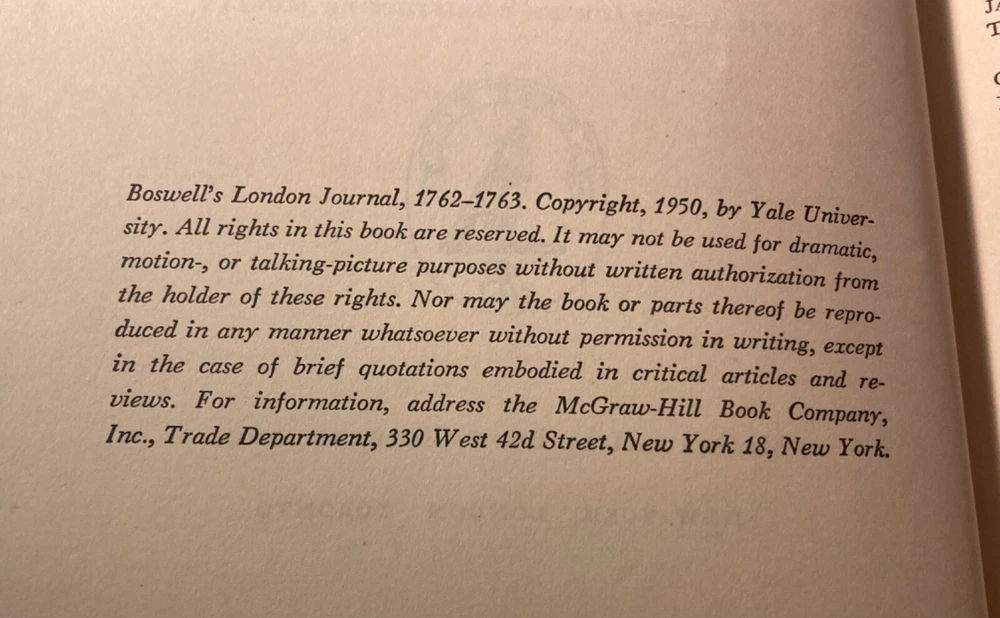 Boswell's London Journal, 1762–1763. Copyright, 1950, by Yale Univer-
sity. All rights in this book are reserved. It may not be used for dramatic,
motion-, or talking-picture purposes without written authorization from
the holder of these rights. Nor may the book or parts thereof be repro-
duced in any manner whatsoever without permission in writing, except
in the case of brief quotations embodied in critical articles and re-
views. For information, address the McGraw-Hill Book Company,
Inc., Trade Department, 330 West 42d Street, New York 18, New York.